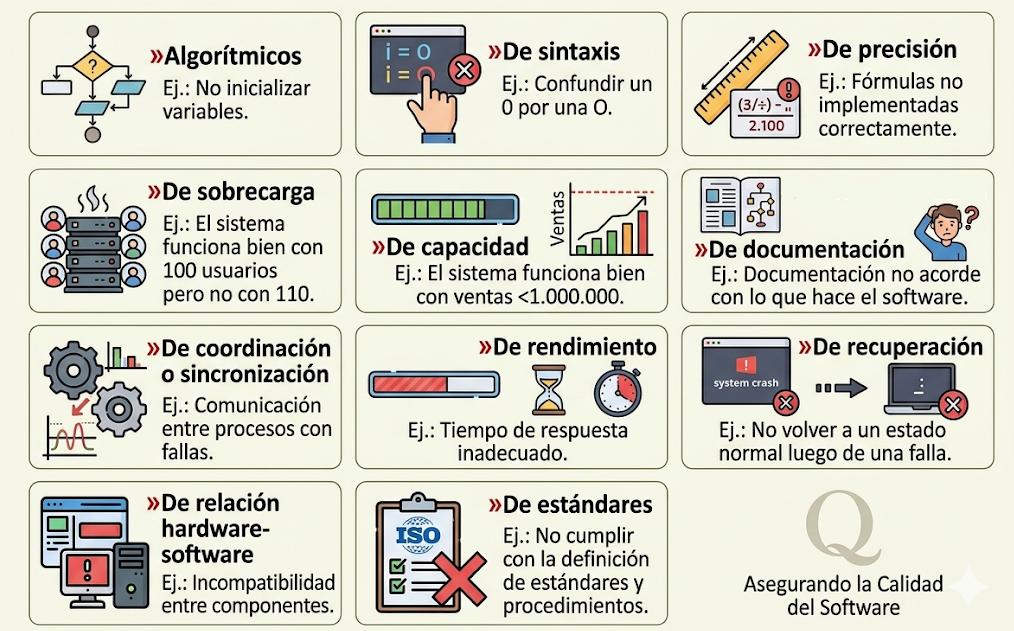 »Algorítmicos
Ej.: No inicializar
variables.
i = O
i = O
»De sintaxis
Ej.: Confundir un
0 por una O.
(3/÷) – „
2.100
»De precisión
Ej.: Fórmulas no
implementadas
correctamente.
»De sobrecarga
Ej.: El sistema
funciona bien con
100 usuarios
pero no con 110.
Ventas
»De capacidad
Ej.: El sistema funciona bien
con ventas <1.000.000.
»De documentación
Ej.: Documentación no acorde
con lo que hace el software.
»De coordinación
o sincronización
Ej.: Comunicación
entre procesos con
fallas.
»De rendimiento
Ej.: Tiempo de respuesta
inadecuado.
system crash
»De recuperación
Ej.: No volver a un estado
normal luego de una falla.
»De relación
hardware-
software
Ej.: Incompatibilidad
entre componentes.
ISO
»De estándares
Ej.: No cumplir
con la definición
de estándares y
procedimientos.
Q
Asegurando la Calidad
del Software